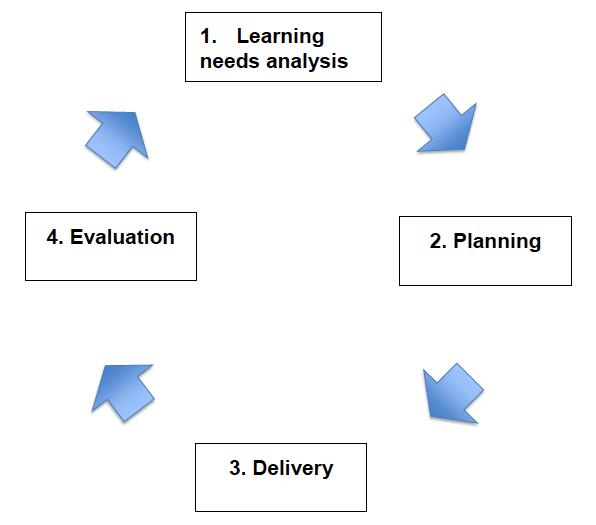 1. Learning
needs analysis
2. Planning
3. Delivery
4. Evaluation